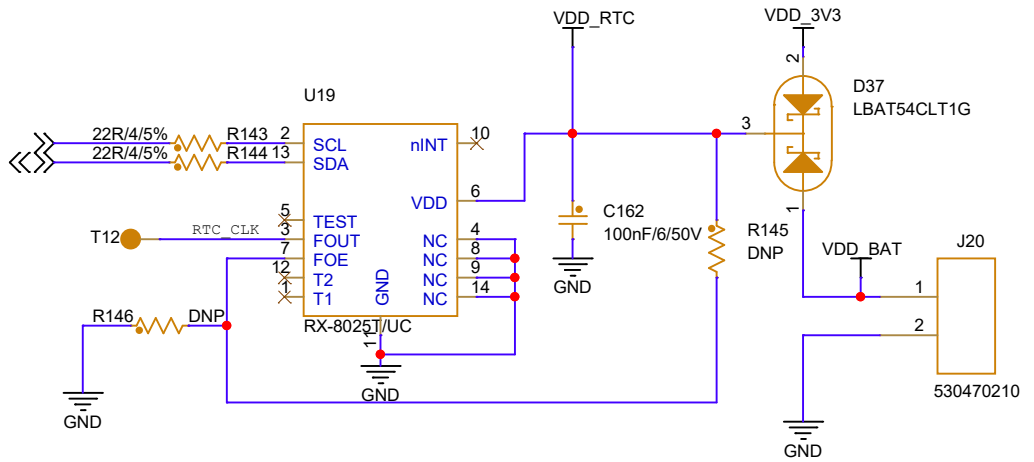 VDD_RTC
VDD_3V3
2
D37
LBAT54CLT1G
U19
3
22R/4/5%
R143
2
SCL
nINT
10
22R/4/5%
R144
13
SDA
VDD
6
C162
100nF/6/50V
1
5
TEST
T12
RTC_CLK
3
FOUT
NC
4
R145
DNP
7
FOE
NC
8
VDD_BAT
J20
12
T2
NC
9
GND
1
T1
GND
NC
14
1
R146
DNP
RX-8025T/UC
11
2
GND
GND
530470210
GND